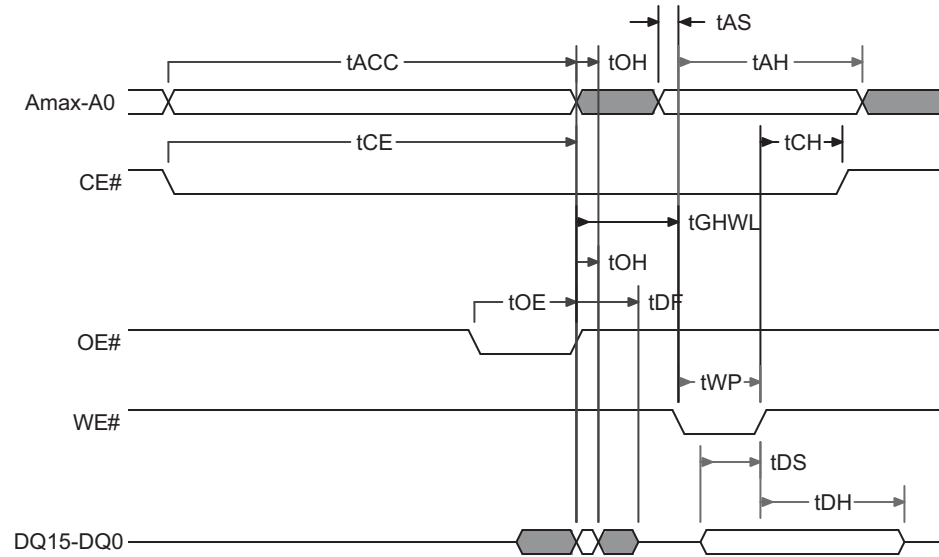 tAS
tACC tOH tAH
Amax-A0
tCE tCH
CE#
tGHWL
tOH
tOE tDF
OE#
tWP
WE#
tDS
tDH
DQ15-DQ0